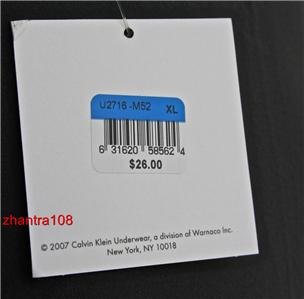 U2716-M52 XL
6 31620 58562 4
$26.00
zhantra108
© 2007 Calvin Klein Underwear, a division of Warnaco Inc.
New York, NY 10018